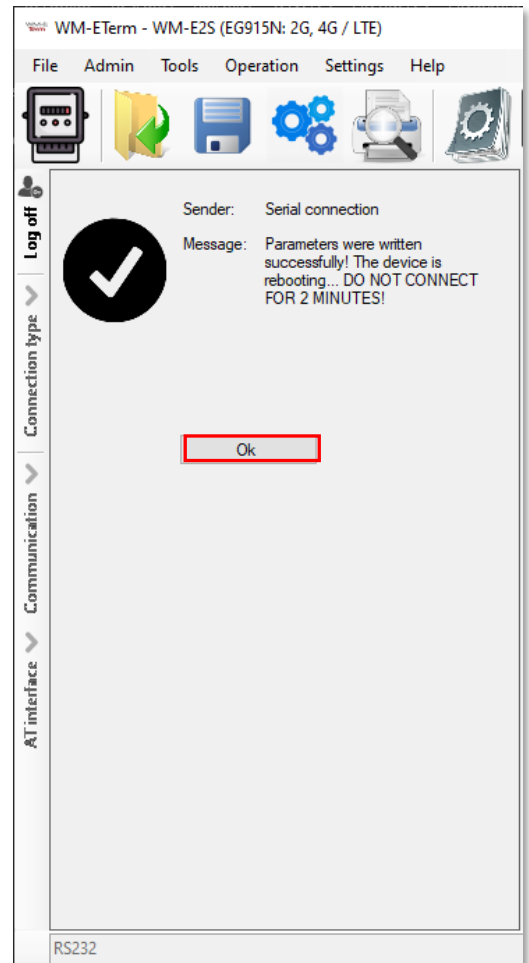 WM-E Term
WM-ETerm - WM-E2S (EG915N: 2G, 4G / LTE)
File Admin Tools Operation Settings Help
Log off
Connection type
Communication
AT interface
Sender: Serial connection
Message: Parameters were written
successfully! The device is
rebooting... DO NOT CONNECT
FOR 2 MINUTES!
Ok
RS232